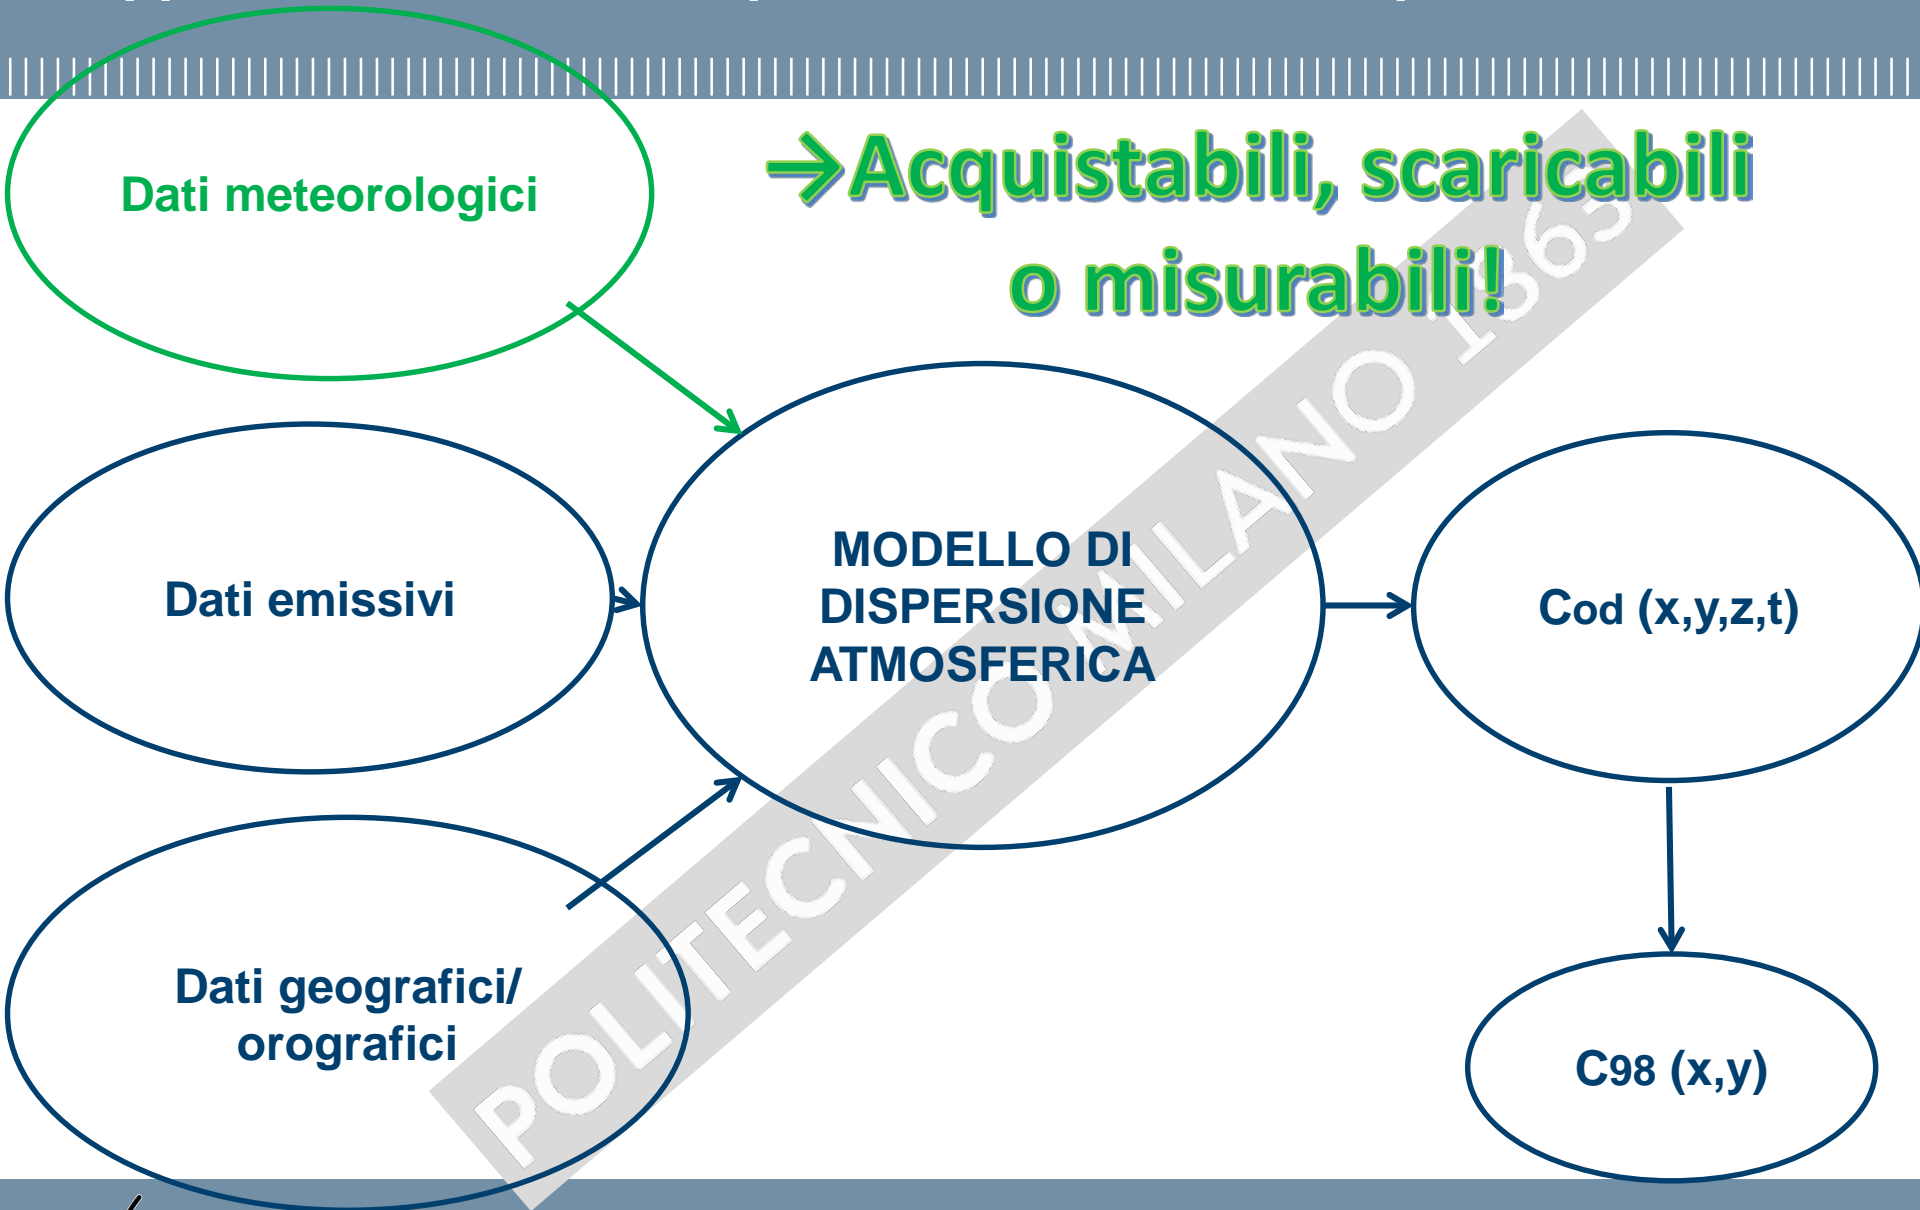 Dati meteorologici
→Acquistabili, scaricabili
o misurabili!
Dati emissivi
MODELLO DI
DISPERSIONE
ATMOSFERICA
Cod (x,y,z,t)
Dati geografici/
orografici
C98 (x,y)
POLITECNICO MILANO 1863